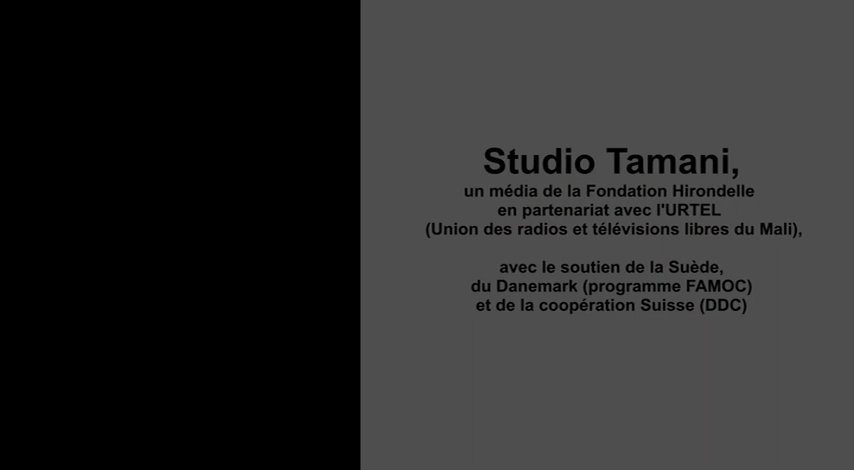 Studio Tamani,
un média de la Fondation Hirondelle
en partenariat avec l'URTEL
(Union des radios et télévisions libres du Mali),
avec le soutien de la Suède,
du Danemark (programme FAMOC)
et de la coopération Suisse (DDC)